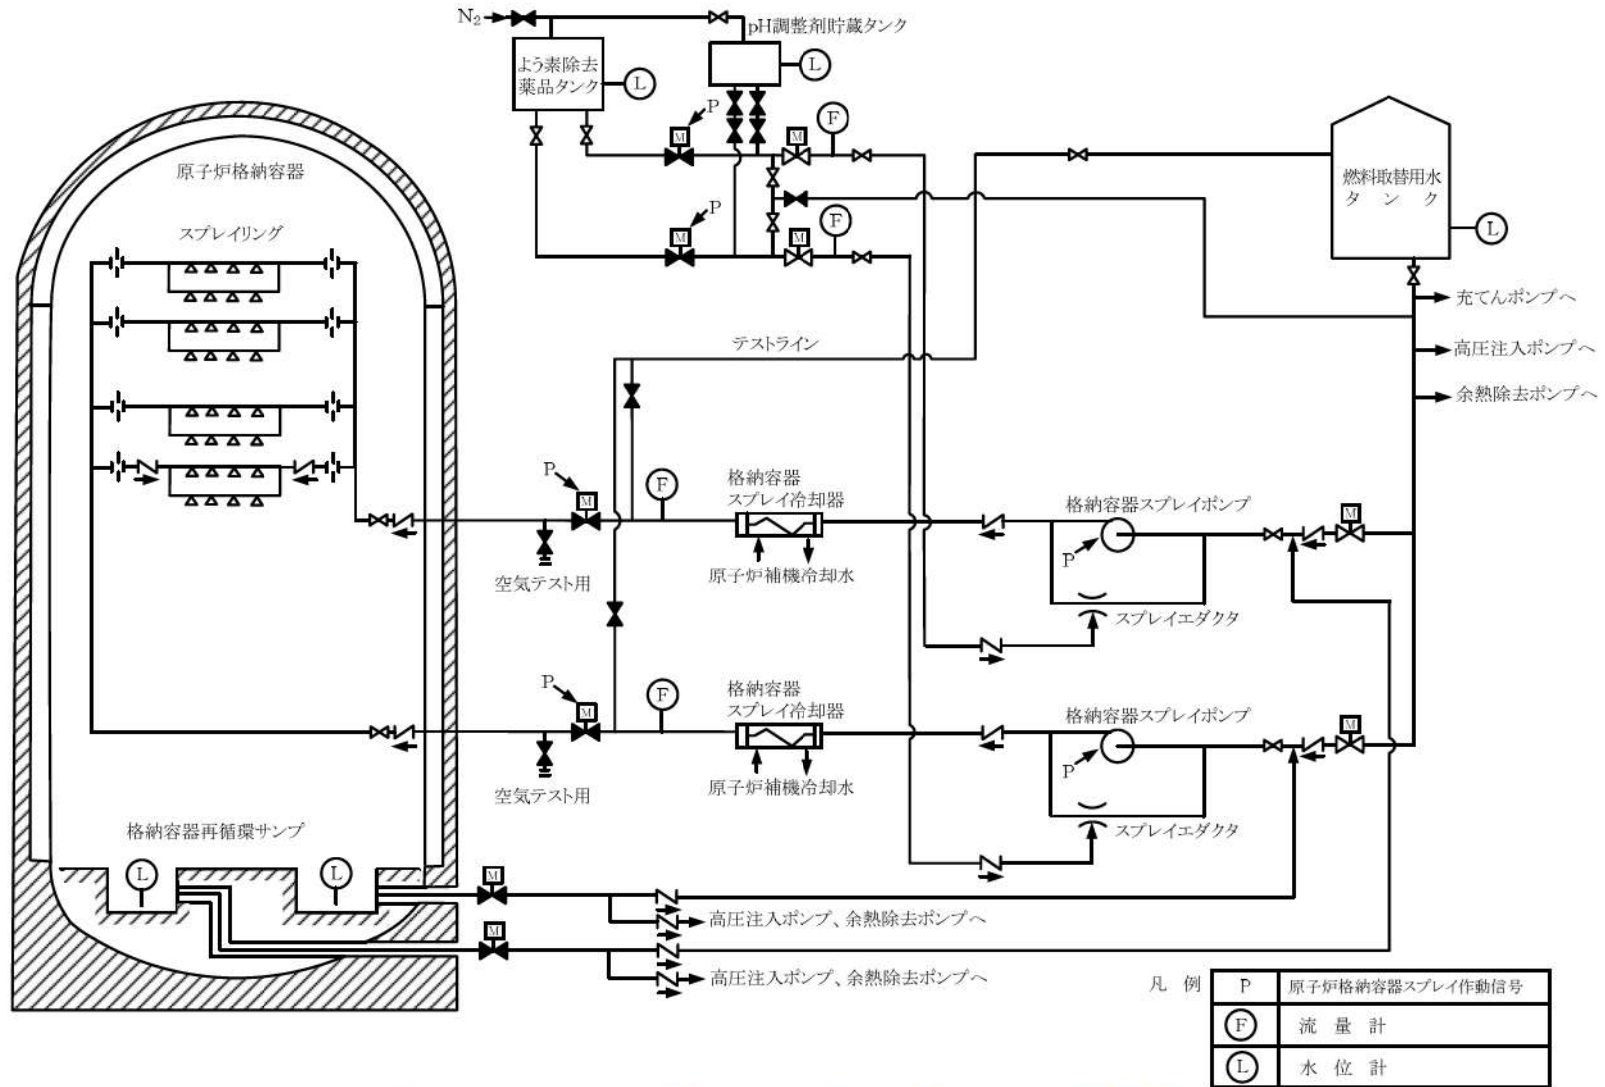 N₂
pH調整剤貯蔵タンク
よう素除去
薬品タンク
L
L
P
M
M
F
原子炉格納容器
燃料取替用水
タンク
L
スプレイリング
P
M
M
F
充てんポンプへ
テストライン
高圧注入ポンプへ
余熱除去ポンプへ
P
M
F
格納容器
スプレイ冷却器
格納容器スプレイポンプ
M
P
空気テスト用
原子炉補機冷却水
スプレイエダクタ
P
M
F
格納容器
スプレイ冷却器
格納容器スプレイポンプ
M
P
空気テスト用
原子炉補機冷却水
スプレイエダクタ
格納容器再循環サンプ
L
L
M
高圧注入ポンプ、余熱除去ポンプへ
M
高圧注入ポンプ、余熱除去ポンプへ
凡例
P 原子炉格納容器スプレイ作動信号
F 流量計
L 水位計